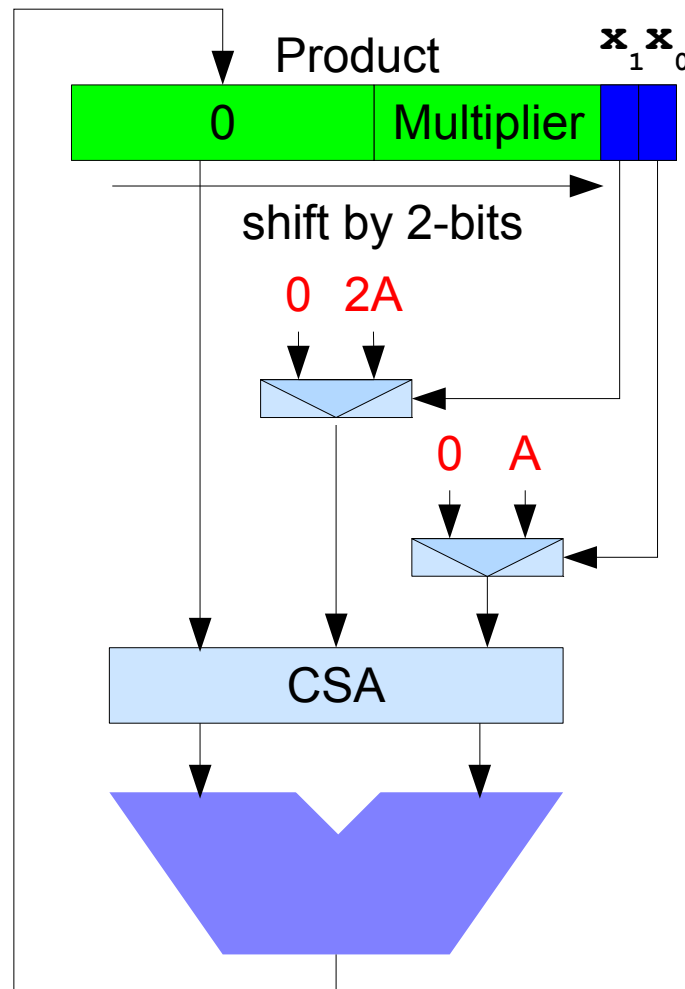 Product
x₁x₀
0 Multiplier
shift by 2-bits
0 2A
0 A
CSA